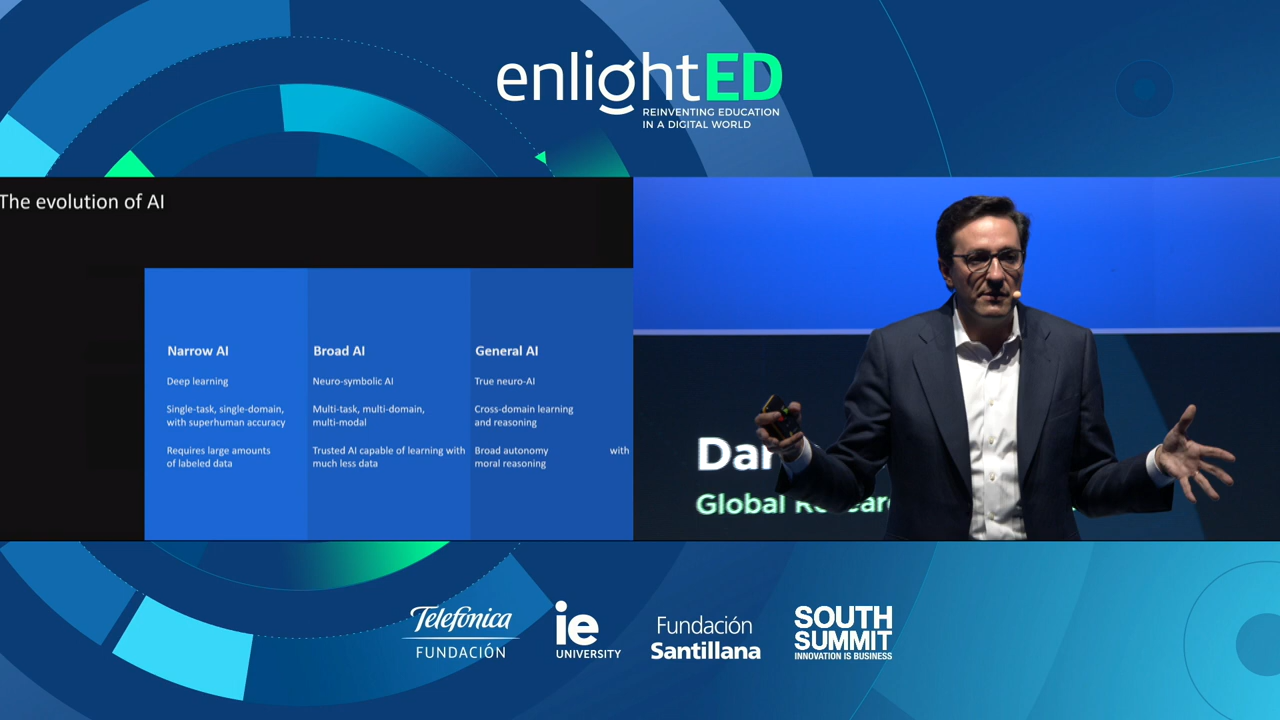 enlightED
REINVENTING EDUCATION
IN A DIGITAL WORLD
The evolution of AI
Narrow AI
Deep learning
Single-task, single-domain,
with superhuman accuracy
Requires large amounts
of labeled data
Broad AI
Neuro-symbolic AI
Multi-task, multi-domain,
multi-modal
Trusted AI capable of learning with
much less data
General AI
True neuro-AI
Cross-domain learning
and reasoning
Broad autonomy with
moral reasoning
Global
Telefónica
FUNDACIÓN
ie
UNIVERSITY
Fundación
Santillana
SOUTH
SUMMIT
INNOVATION IS BUSINESS